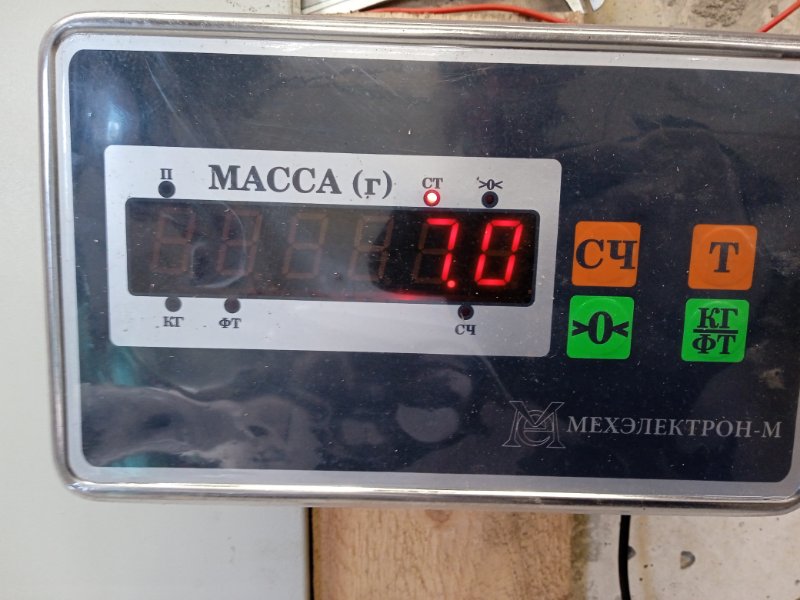 П МАССА (г) СТ >0<
7.0
КГ ФТ СЧ
СЧ Т
>0< КГ/ФТ
МЕХЭЛЕКТРОН-М